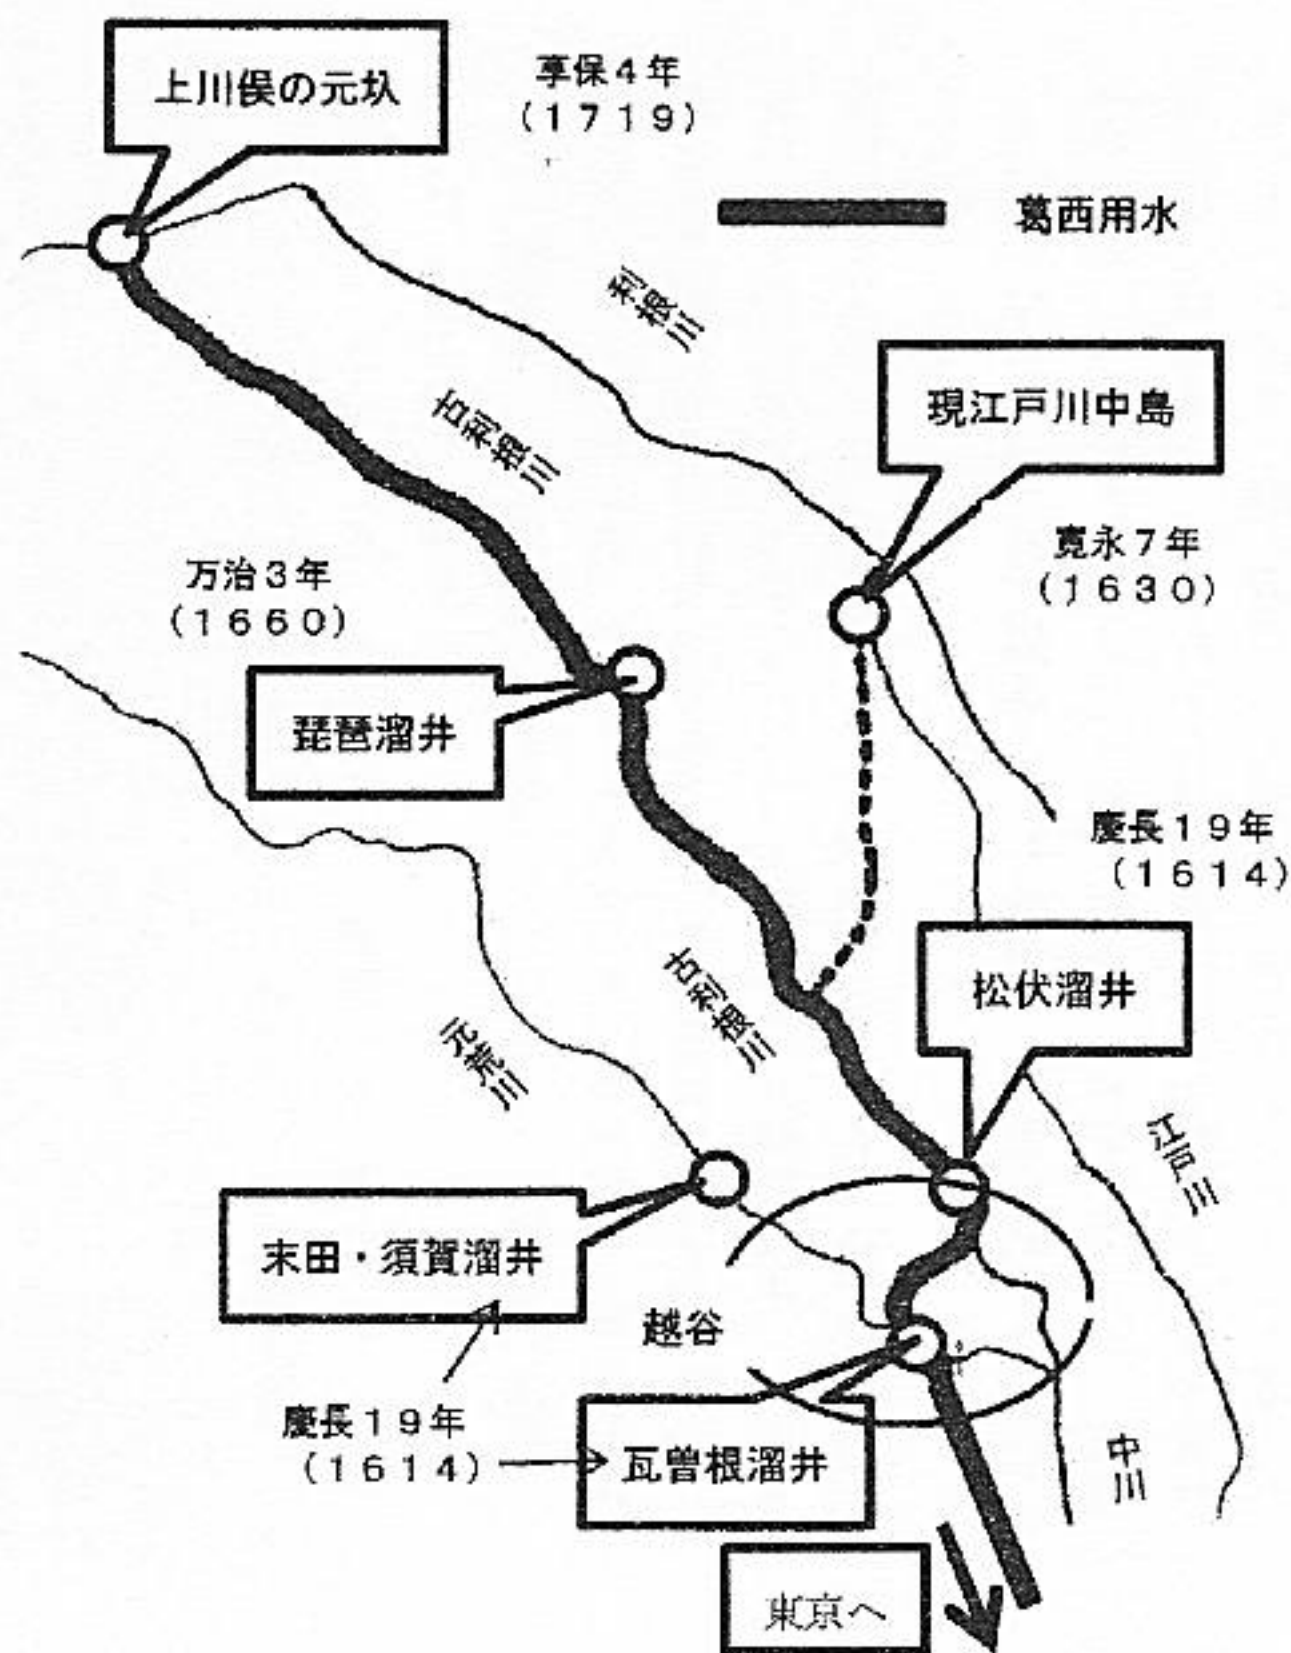 上川俣の元圦
享保4年
(1719)
葛西用水
利根川
現江戸川中島
古利根川
寛永7年
(1630)
万治3年
(1660)
琵琶溜井
慶長19年
(1614)
松伏溜井
古利根川
元荒川
江戸川
末田・須賀溜井
越谷
慶長19年
(1614)
瓦曽根溜井
中川
東京へ